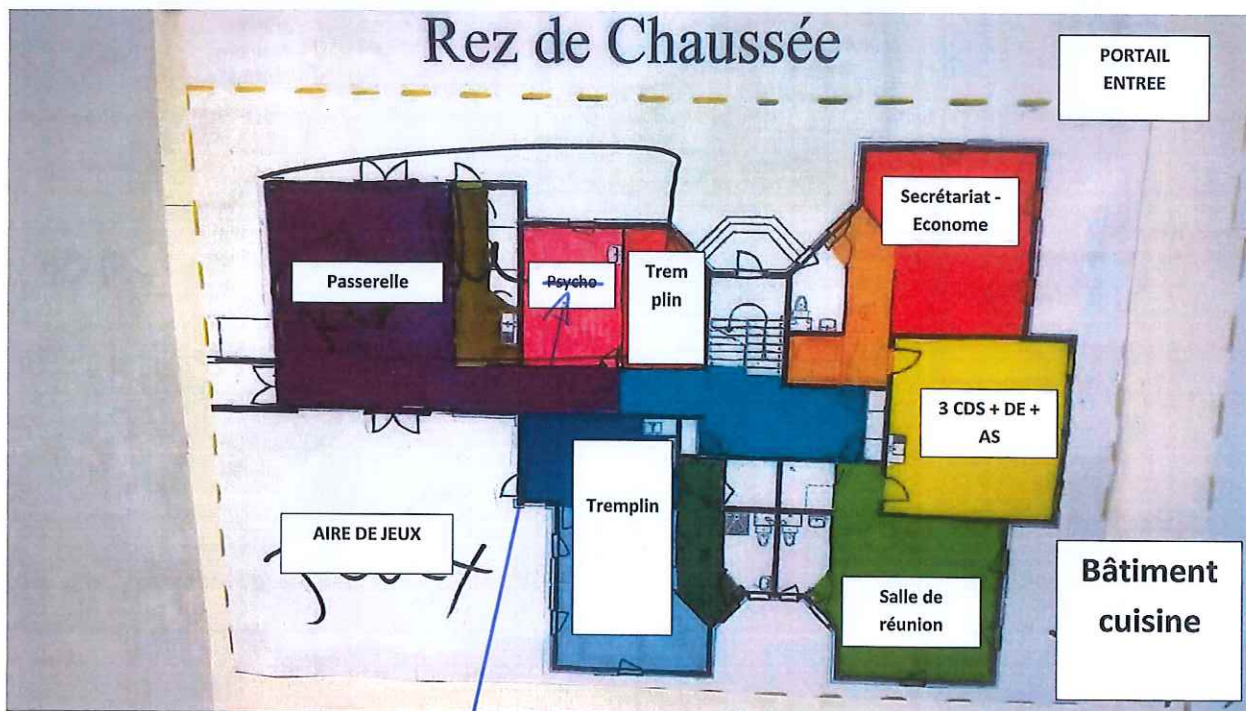 Rez de Chaussée
PORTAIL
ENTREE
Secrétariat -
Econome
Passerelle
Psycho
Trem
plin
3 CDS + DE +
AS
Tremplin
AIRE DE JEUX
Jeux
Salle de
réunion
Bâtiment
cuisine